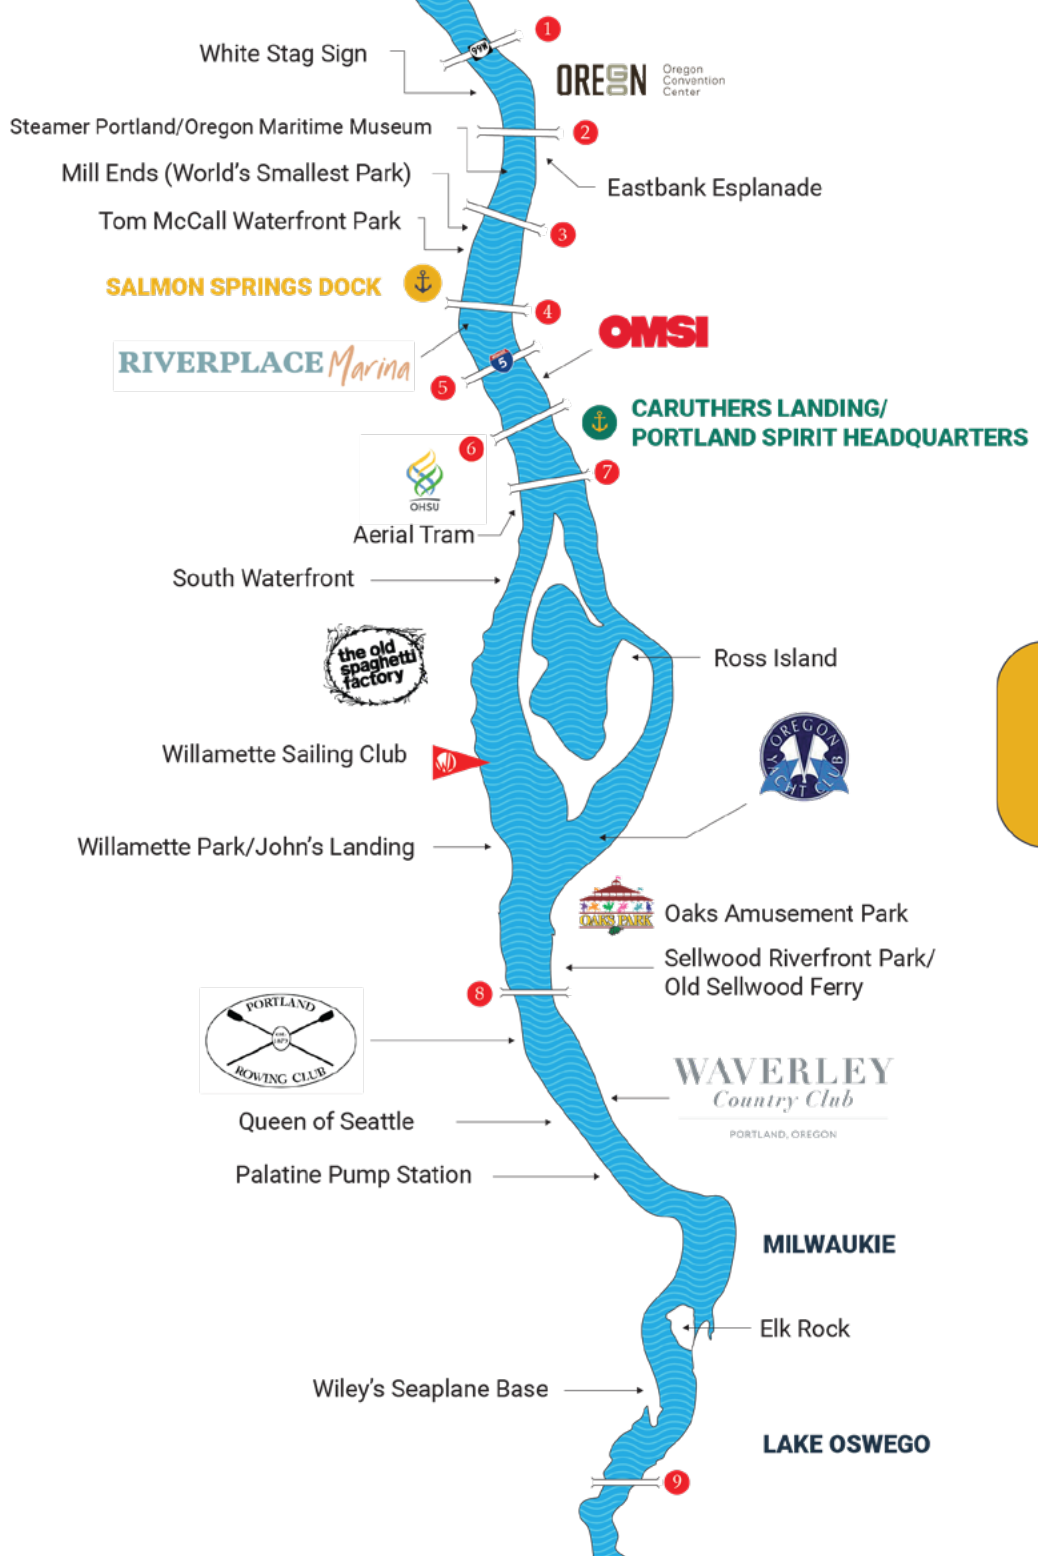 1
White Stag Sign
OREGON
Oregon
Convention
Center
Steamer Portland/Oregon Maritime Museum
2
Mill Ends (World's Smallest Park)
Eastbank Esplanade
Tom McCall Waterfront Park
3
SALMON SPRINGS DOCK
4
OMSI
RIVERPLACE Marina
5
5
CARUTHERS LANDING/
PORTLAND SPIRIT HEADQUARTERS
6
7
OHSU
Aerial Tram
South Waterfront
the old
spaghetti
factory
Ross Island
OREGON
YACHT CLUB
Willamette Sailing Club
Willamette Park/John's Landing
OAKS PARK
Oaks Amusement Park
Sellwood Riverfront Park/
Old Sellwood Ferry
8
PORTLAND
ROWING CLUB
WAVERLEY
Country Club
PORTLAND, OREGON
Queen of Seattle
Palatine Pump Station
MILWAUKIE
Elk Rock
Wiley's Seaplane Base
LAKE OSWEGO
9